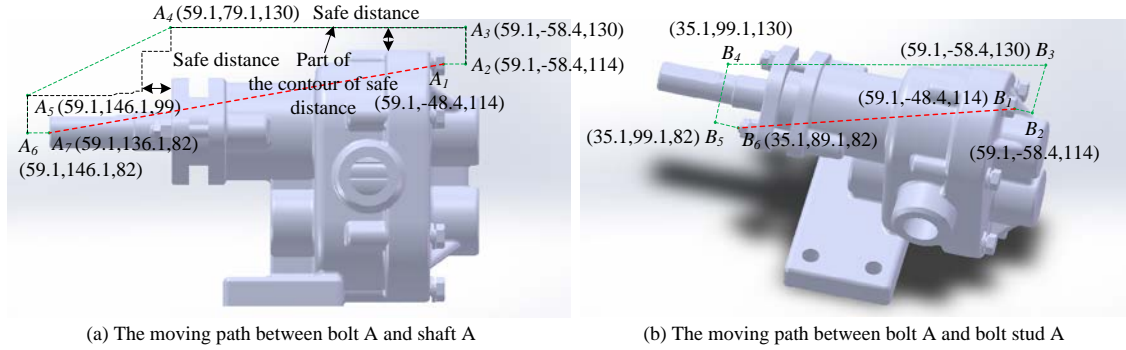 A4 (59.1,79.1,130)
Safe distance
A3 (59.1,-58.4,130)
Safe distance
Part of
the contour of safe
distance
A2 (59.1,-58.4,114)
A1
(59.1,-48.4,114)
A5 (59.1,146.1,99)
A6
A7 (59.1,136.1,82)
(59.1,146.1,82)
(a) The moving path between bolt A and shaft A
(35.1,99.1,130)
B4
(59.1,-58.4,130)
B3
(59.1,-48.4,114) B1
B2
(59.1,-58.4,114)
(35.1,99.1,82) B5
B6 (35.1,89.1,82)
(b) The moving path between bolt A and bolt stud A